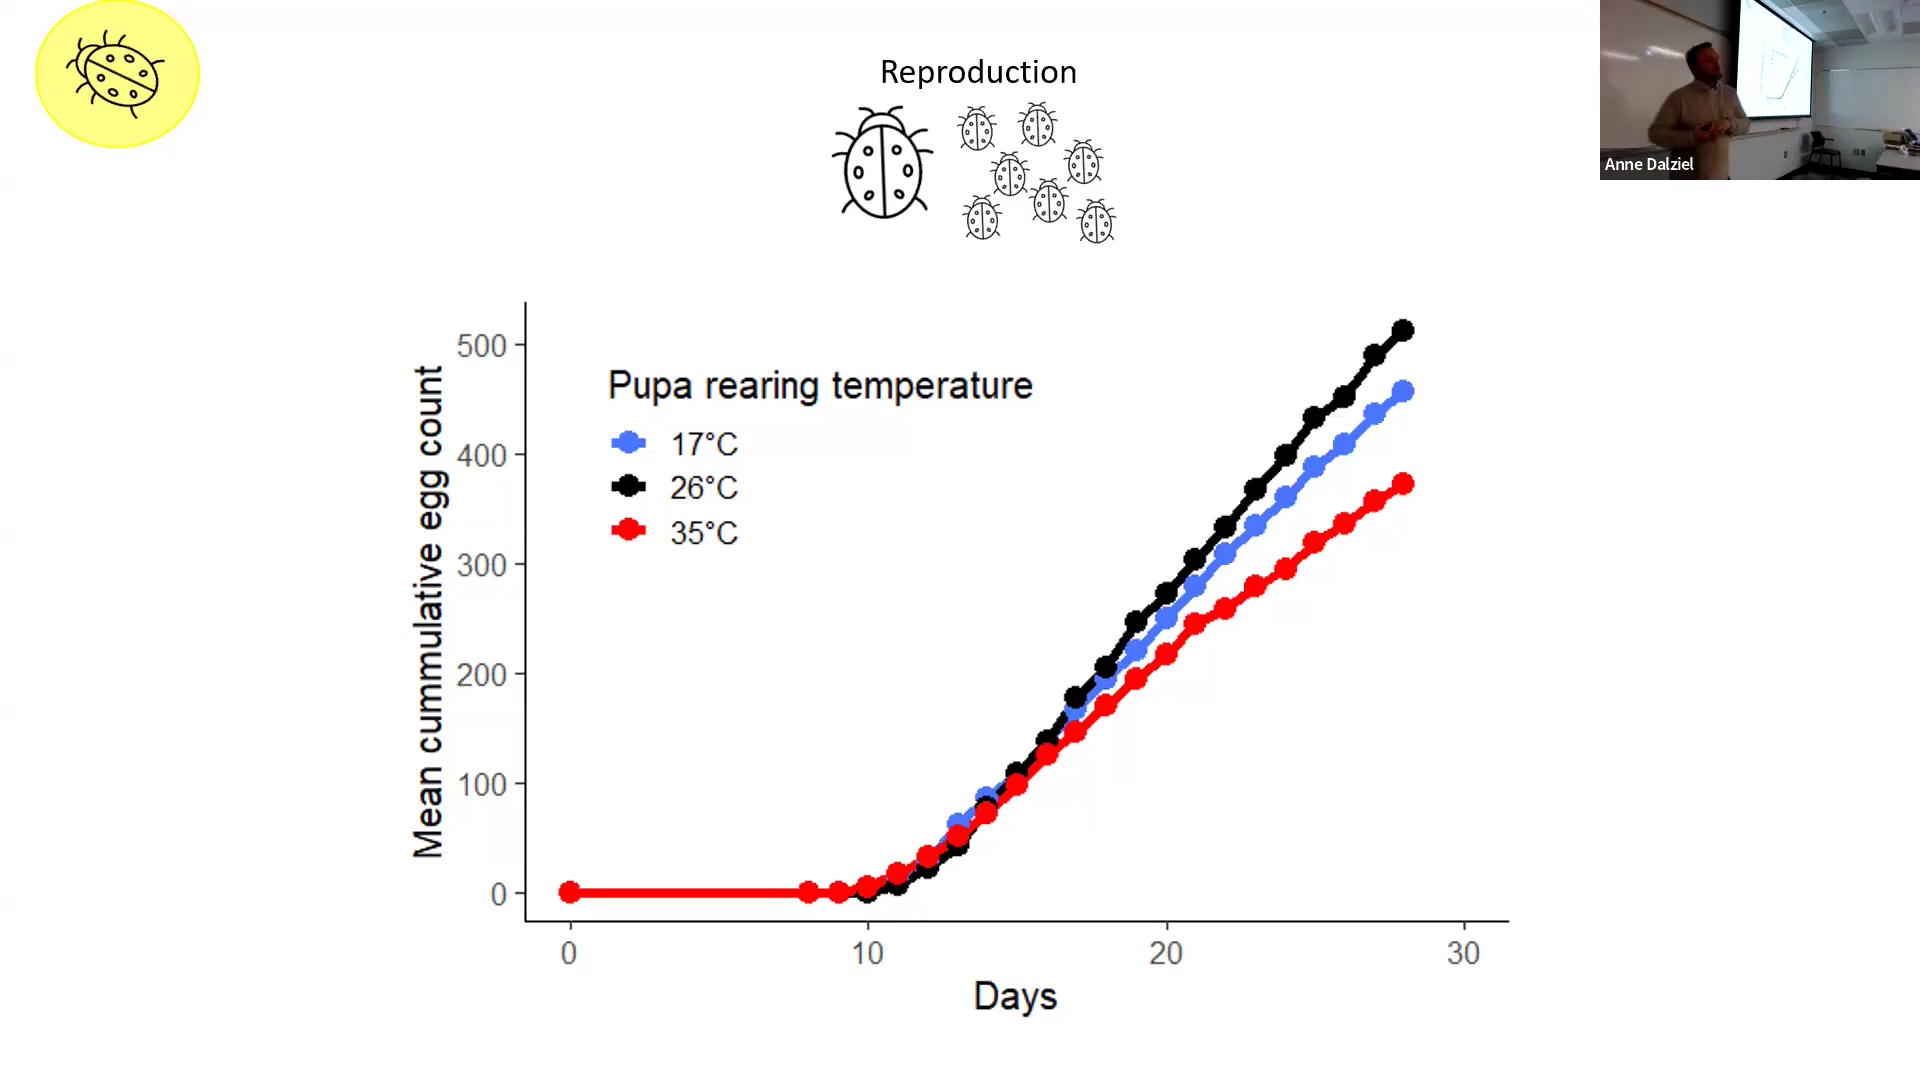 Reproduction
Anne Dalziel
Pupa rearing temperature
17°C
26°C
35°C
Mean cummulative egg count
500
400
300
200
100
0
0 10 20 30
Days